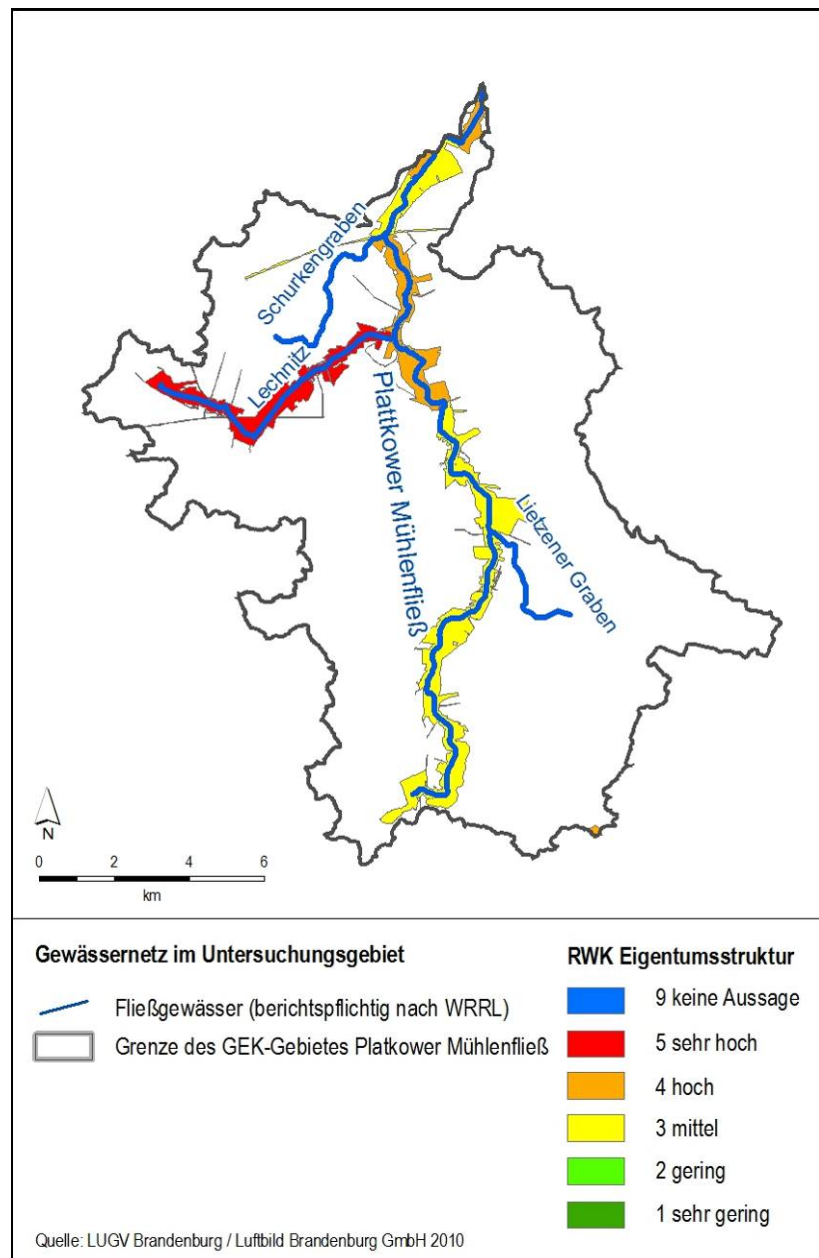 Schurkengraben
Lechnitz
Plattkower Mühlenfließ
Lietzener Graben
N
0 2 4 6
km
Gewässernetz im Untersuchungsgebiet
Fließgewässer (berichtspflichtig nach WRRL)
Grenze des GEK-Gebietes Platkower Mühlenfließ
RWK Eigentumsstruktur
9 keine Aussage
5 sehr hoch
4 hoch
3 mittel
2 gering
1 sehr gering
Quelle: LUGV Brandenburg / Luftbild Brandenburg GmbH 2010